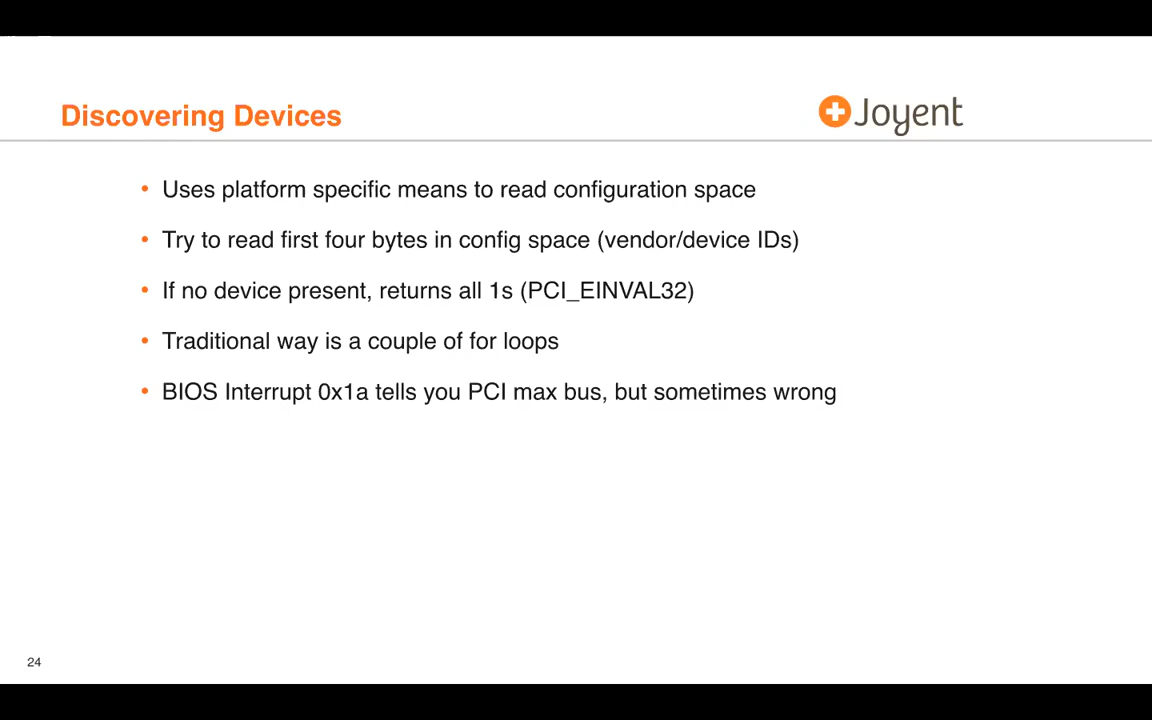 Discovering Devices
Joyent
• Uses platform specific means to read configuration space
• Try to read first four bytes in config space (vendor/device IDs)
• If no device present, returns all 1s (PCI_EINVAL32)
• Traditional way is a couple of for loops
• BIOS Interrupt 0x1a tells you PCI max bus, but sometimes wrong
24